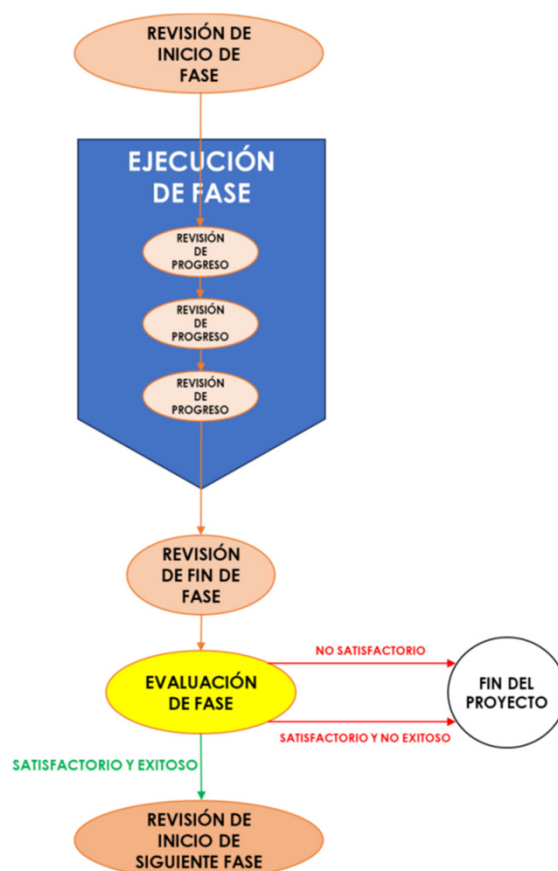 REVISIÓN DE
INICIO DE
FASE
EJECUCIÓN
DE FASE
REVISIÓN
DE
PROGRESO
REVISIÓN
DE
PROGRESO
REVISIÓN
DE
PROGRESO
REVISIÓN
DE FIN DE
FASE
NO SATISFACTORIO
EVALUACIÓN
DE FASE
FIN DEL
PROYECTO
SATISFACTORIO Y NO EXITOSO
SATISFACTORIO Y EXITOSO
REVISIÓN DE
INICIO DE
SIGUIENTE FASE